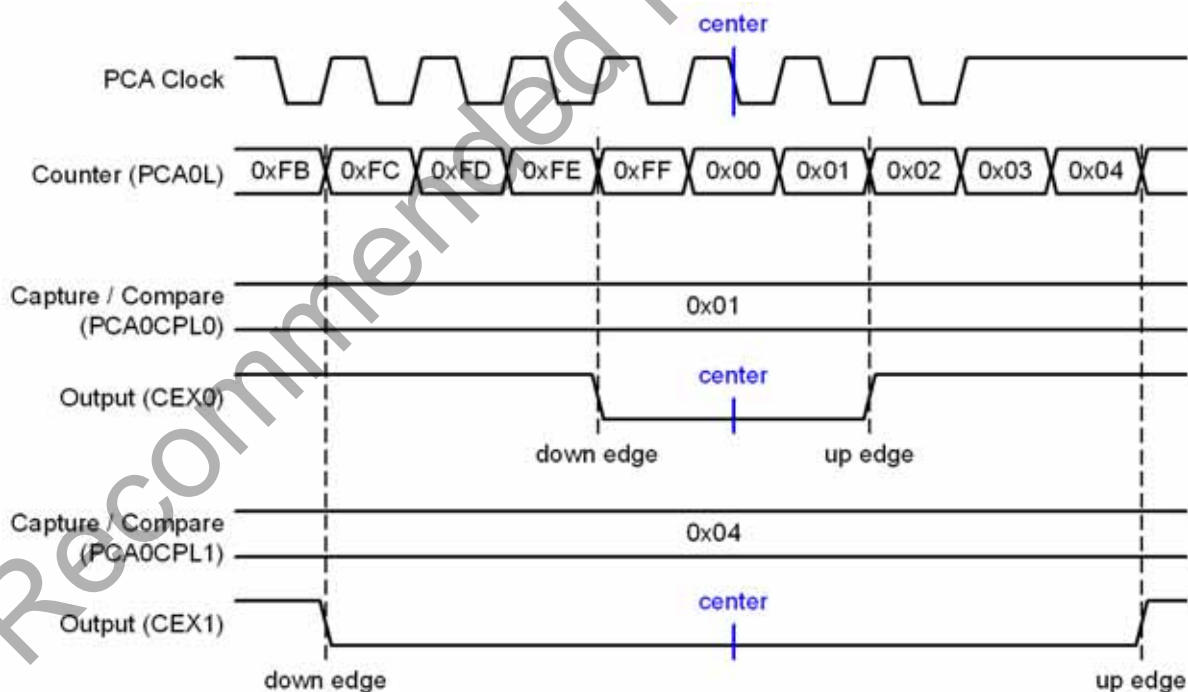 center
PCA Clock
Counter (PCA0L) 0xFB 0xFC 0xFD 0xFE 0xFF 0x00 0x01 0x02 0x03 0x04
Capture / Compare
(PCA0CPL0)
0x01
center
Output (CEX0)
down edge up edge
Capture / Compare
(PCA0CPL1)
0x04
center
Output (CEX1)
down edge up edge
Recommended